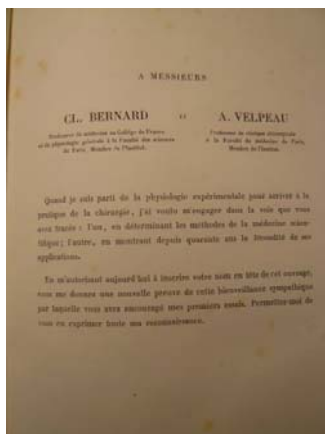 A MESSIEURS
CL. BERNARD ET A. VELPEAU
Professeur de médecine au Collége de France
et de physiologie générale à la Faculté des sciences
de Paris, Membre de l'Institut.
Professeur de clinique chirurgicale
à la Faculté de médecine de Paris,
Membre de l'Institut.
Quand je suis parti de la physiologie expérimentale pour arriver à la
pratique de la chirurgie, j'ai voulu m'engager dans la voie que vous
avez tracée : l'un, en déterminant les méthodes de la médecine scien-
tifique; l'autre, en montrant depuis quarante ans la fécondité de ses
applications.
En m'autorisant aujourd'hui à inscrire votre nom en tête de cet ouvrage,
vous me donnez une nouvelle preuve de cette bienveillance sympathique
par laquelle vous avez encouragé mes premiers essais. Permettez-moi de
vous en exprimer toute ma reconnaissance.